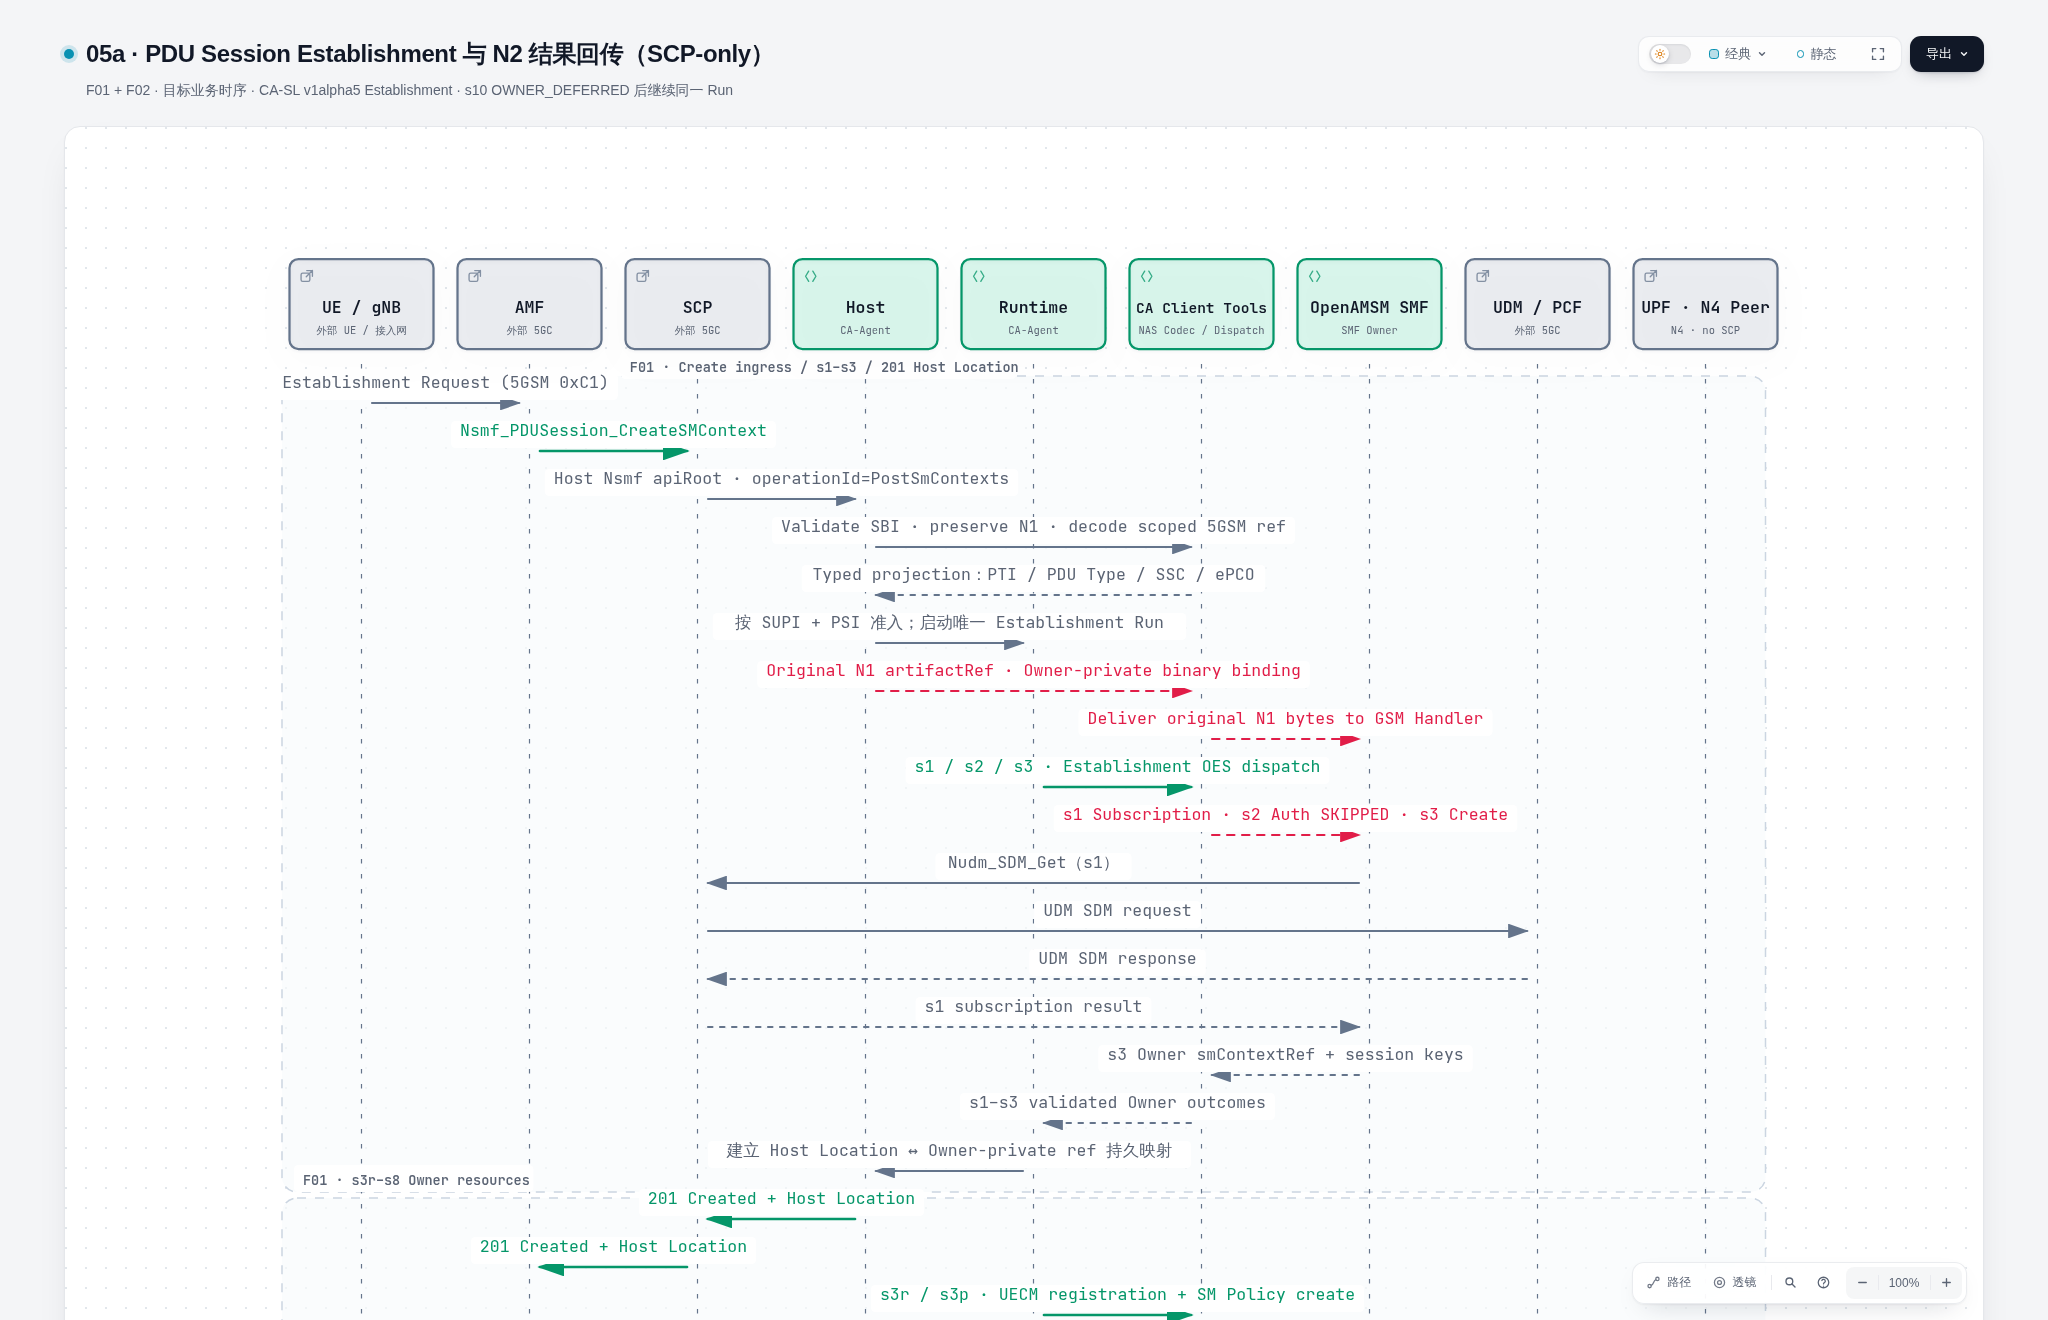 05a · PDU Session Establishment 与 N2 结果回传（SCP-only）
F01 + F02 · 目标业务时序 · CA-SL v1alpha5 Establishment · s10 OWNER_DEFERRED 后继续同一 Run
经典
静态
导出
UE / gNB
外部 UE / 接入网
AMF
外部 5GC
SCP
外部 5GC
Host
CA-Agent
Runtime
CA-Agent
CA Client Tools
NAS Codec / Dispatch
OpenAMSM SMF
SMF Owner
UDM / PCF
外部 5GC
UPF · N4 Peer
N4 · no SCP
F01 · Create ingress / s1–s3 / 201 Host Location
Establishment Request (5GSM 0xC1)
Nsmf_PDUSession_CreateSMContext
Host Nsmf apiRoot · operationId=PostSmContexts
Validate SBI · preserve N1 · decode scoped 5GSM ref
Typed projection：PTI / PDU Type / SSC / ePCO
按 SUPI + PSI 准入；启动唯一 Establishment Run
Original N1 artifactRef · Owner-private binary binding
Deliver original N1 bytes to GSM Handler
s1 / s2 / s3 · Establishment OES dispatch
s1 Subscription · s2 Auth SKIPPED · s3 Create
Nudm_SDM_Get（s1）
UDM SDM request
UDM SDM response
s1 subscription result
s3 Owner smContextRef + session keys
s1–s3 validated Owner outcomes
建立 Host Location ↔ Owner-private ref 持久映射
F01 · s3r–s8 Owner resources
201 Created + Host Location
201 Created + Host Location
s3r / s3p · UECM registration + SM Policy create
路径
透镜
100%